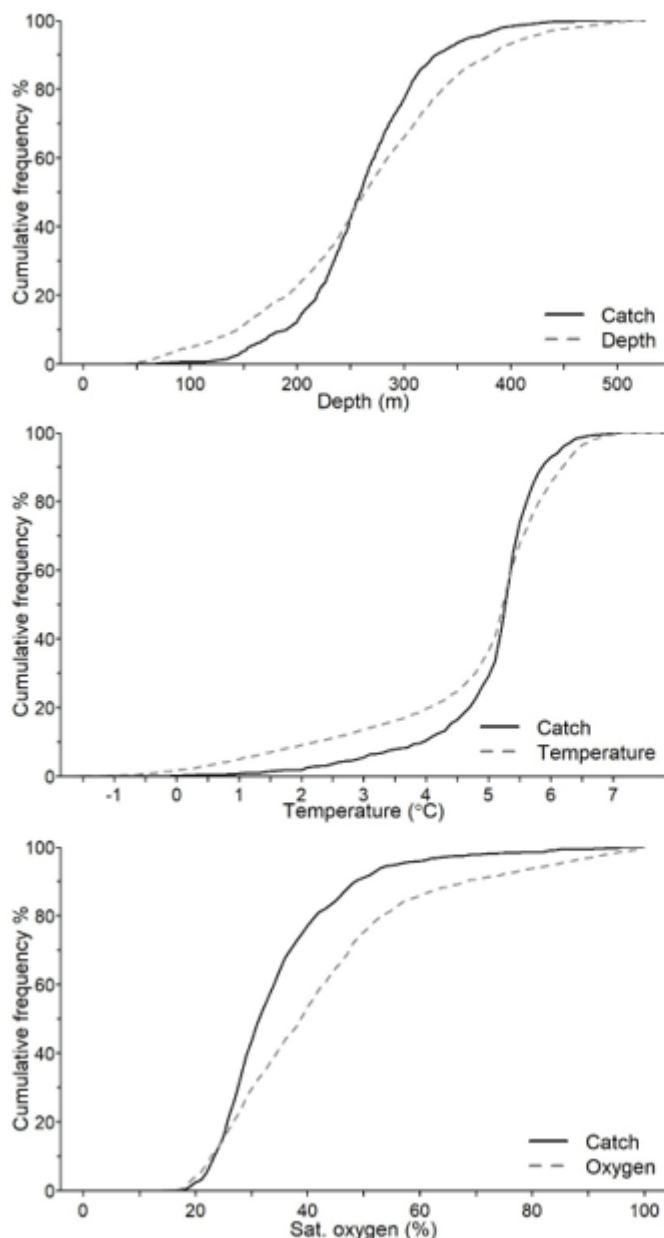 100
80
60
40
20
0
Cumulative frequency %
Catch
Depth
0 100 200 300 400 500
Depth (m)
100
80
60
40
20
0
Cumulative frequency %
Catch
Temperature
-1 0 1 2 3 4 5 6 7
Temperature (°C)
100
80
60
40
20
0
Cumulative frequency %
Catch
Oxygen
0 20 40 60 80 100
Sat. oxygen (%)